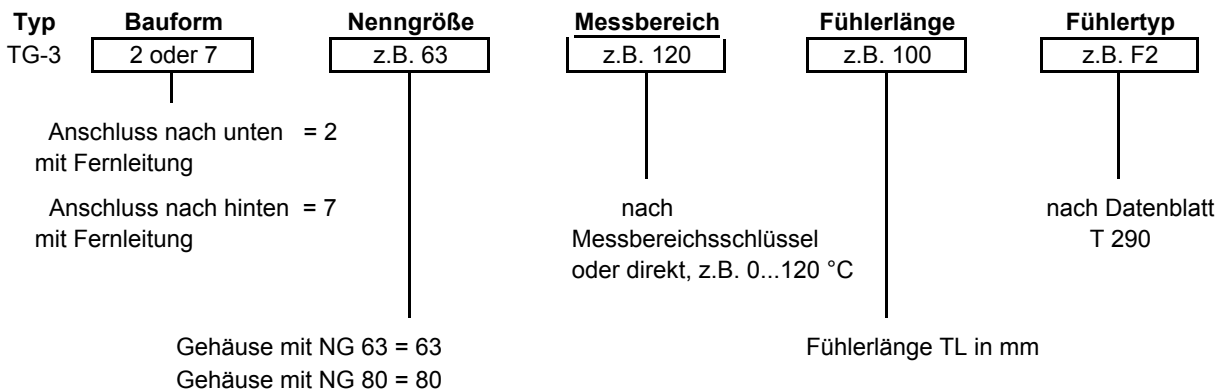 Typ Bauform Nenngröße Messbereich Fühlerlänge Fühlertyp
TG-3 2 oder 7 z.B. 63 z.B. 120 z.B. 100 z.B. F2
Anschluss nach unten = 2
mit Fernleitung
Anschluss nach hinten = 7
mit Fernleitung
nach
Messbereichsschlüssel
oder direkt, z.B. 0...120 °C
nach Datenblatt
T 290
Gehäuse mit NG 63 = 63
Gehäuse mit NG 80 = 80
Fühlerlänge TL in mm